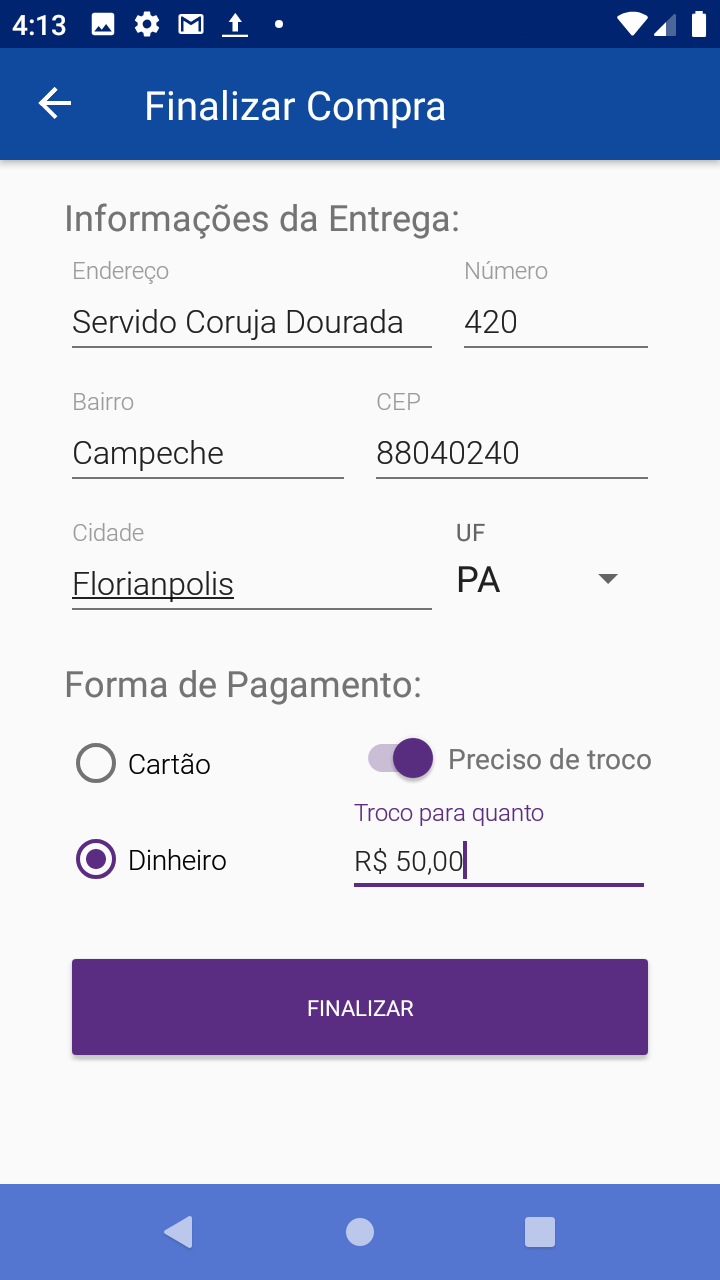 4:13
Finalizar Compra
Informações da Entrega:
Endereço Número
Servido Coruja Dourada 420
Bairro CEP
Campeche 88040240
Cidade UF
Florianpolis PA
Forma de Pagamento:
Cartão Preciso de troco
Troco para quanto
Dinheiro R$ 50,00
FINALIZAR